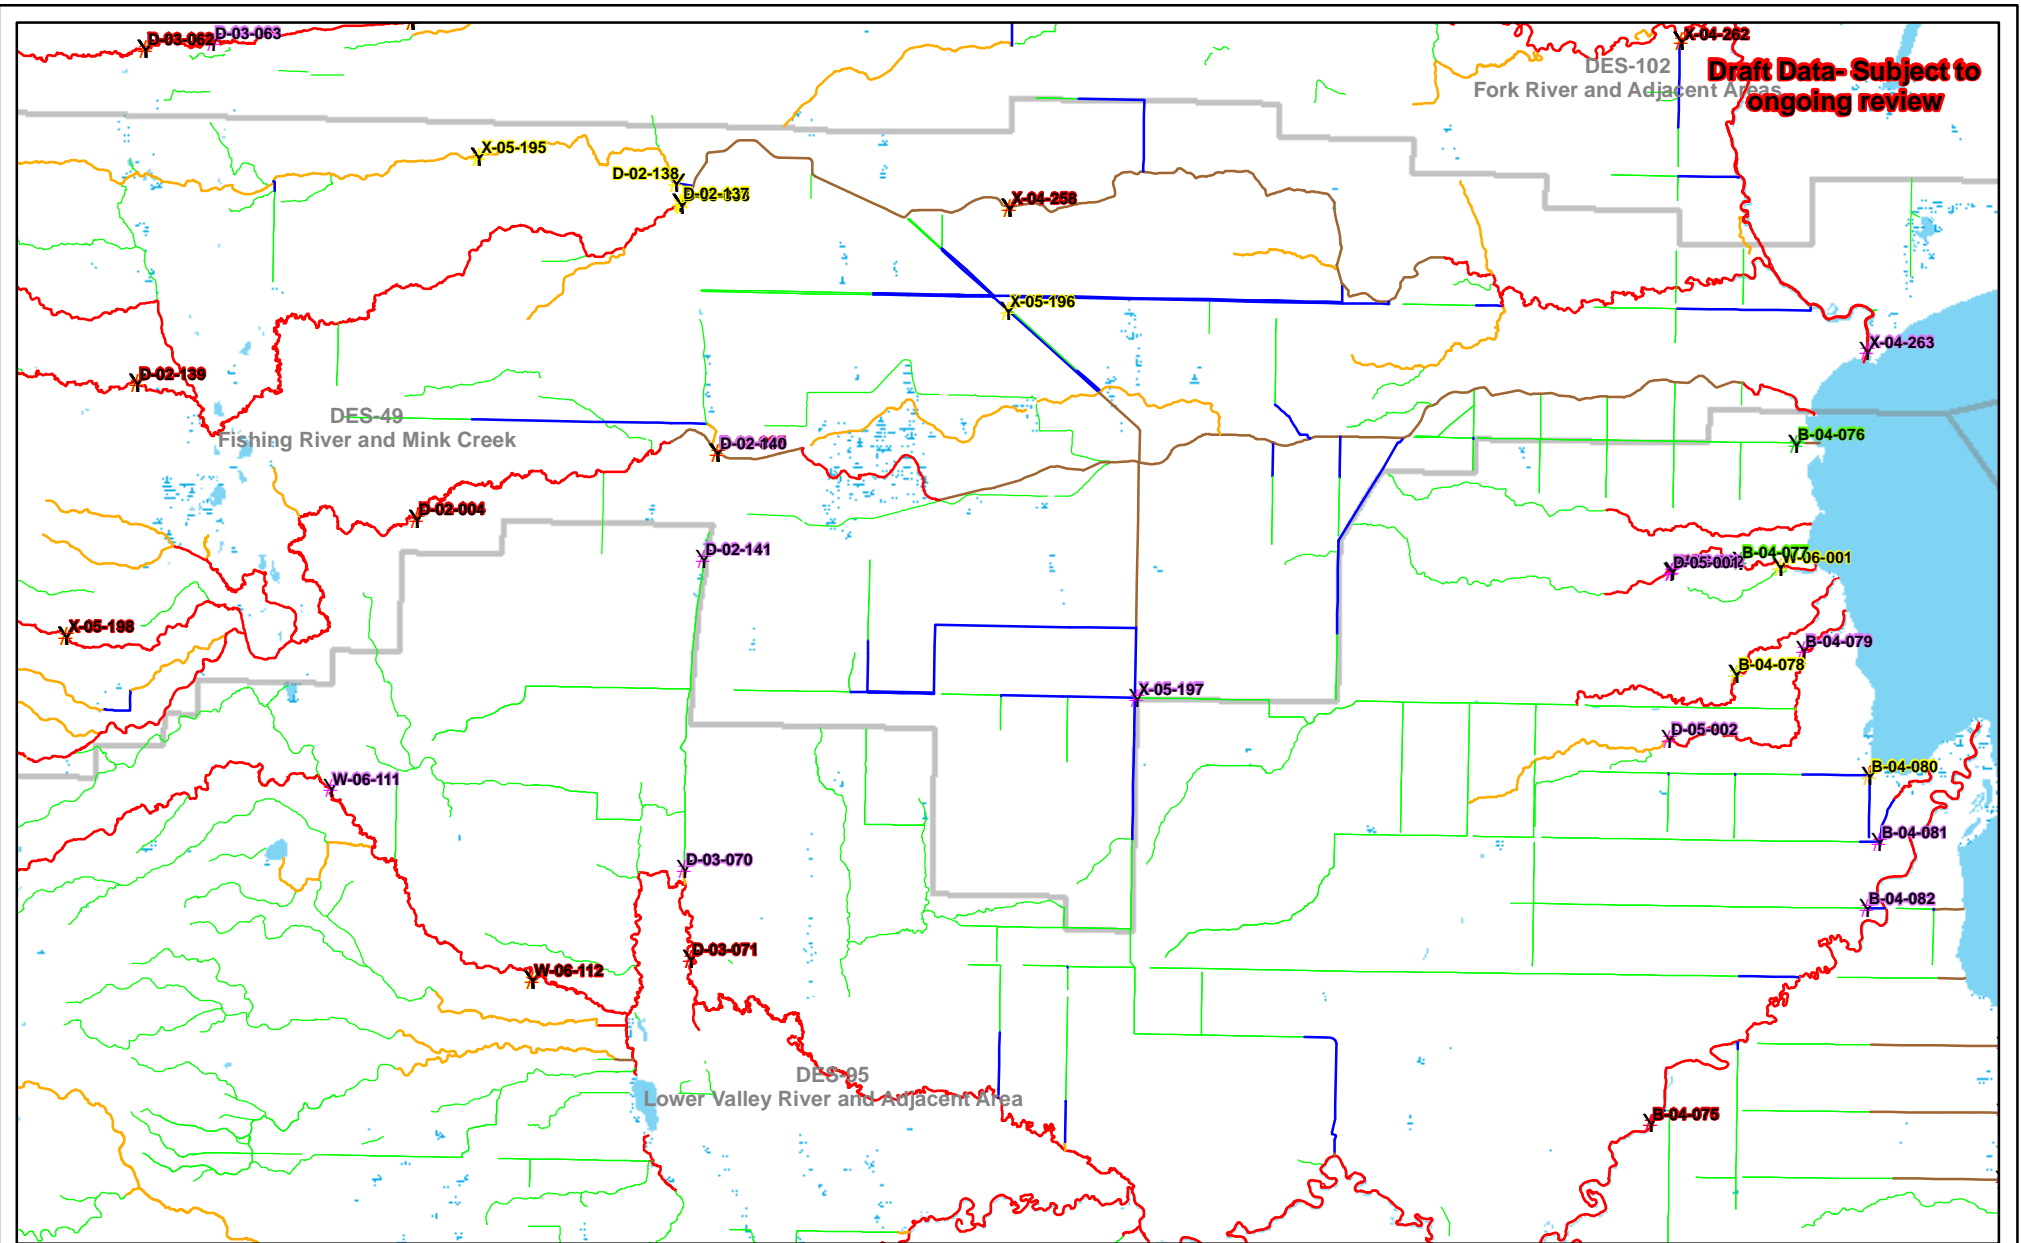 D-03-062
D-03-063
X-04-262
DES-102
Fork River and Adjacent Areas
Draft Data- Subject to
ongoing review
X-05-195
D-02-138
D-02-137
X-04-258
X-05-196
X-04-263
D-02-139
DES-49
Fishing River and Mink Creek
D-02-140
B-04-076
D-02-004
D-02-141
B-04-077
W-06-001
D-05-001
X-05-198
B-04-079
B-04-078
X-05-197
D-05-002
W-06-111
B-04-080
B-04-081
D-03-070
B-04-082
D-03-071
W-06-112
DES-95
Lower Valley River and Adjacent Area
B-04-075